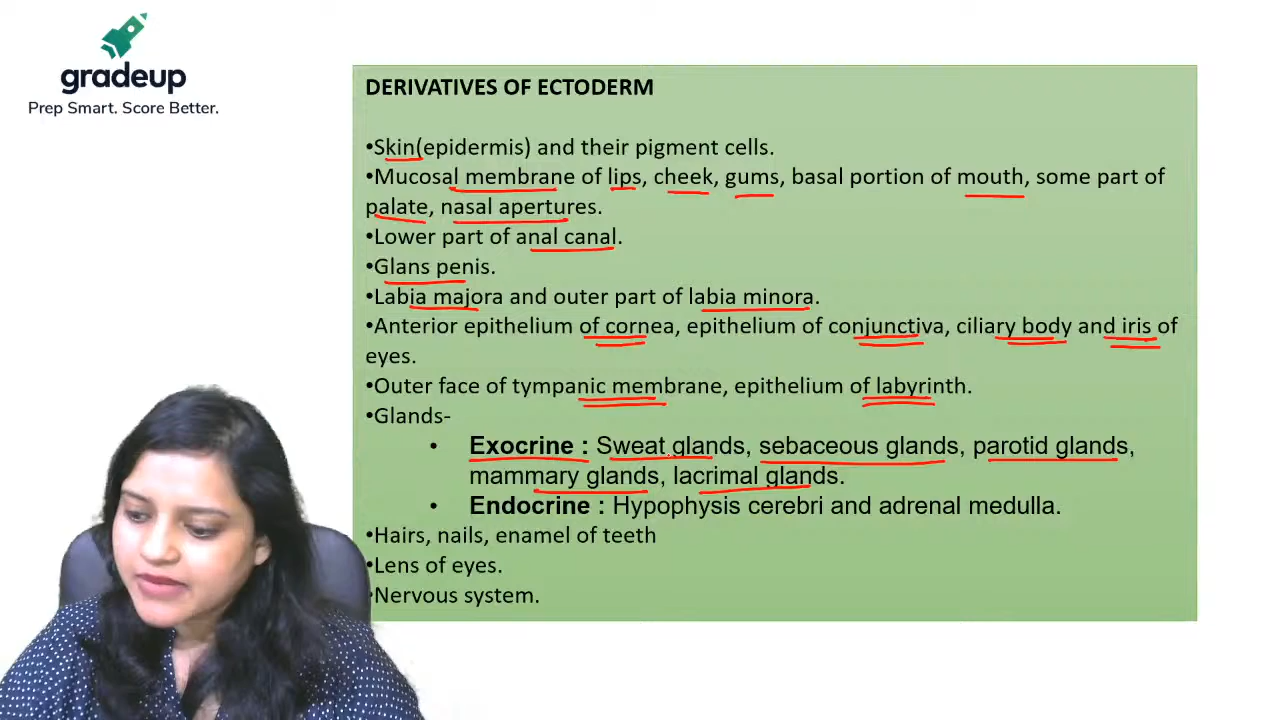 gradeup
Prep Smart. Score Better.
DERIVATIVES OF ECTODERM
•Skin(epidermis) and their pigment cells.
•Mucosal membrane of lips, cheek, gums, basal portion of mouth, some part of
palate, nasal apertures.
•Lower part of anal canal.
•Glans penis.
•Labia majora and outer part of labia minora.
•Anterior epithelium of cornea, epithelium of conjunctiva, ciliary body and iris of
eyes.
•Outer face of tympanic membrane, epithelium of labyrinth.
•Glands-
• Exocrine : Sweat glands, sebaceous glands, parotid glands,
mammary glands, lacrimal glands.
• Endocrine : Hypophysis cerebri and adrenal medulla.
•Hairs, nails, enamel of teeth
•Lens of eyes.
•Nervous system.